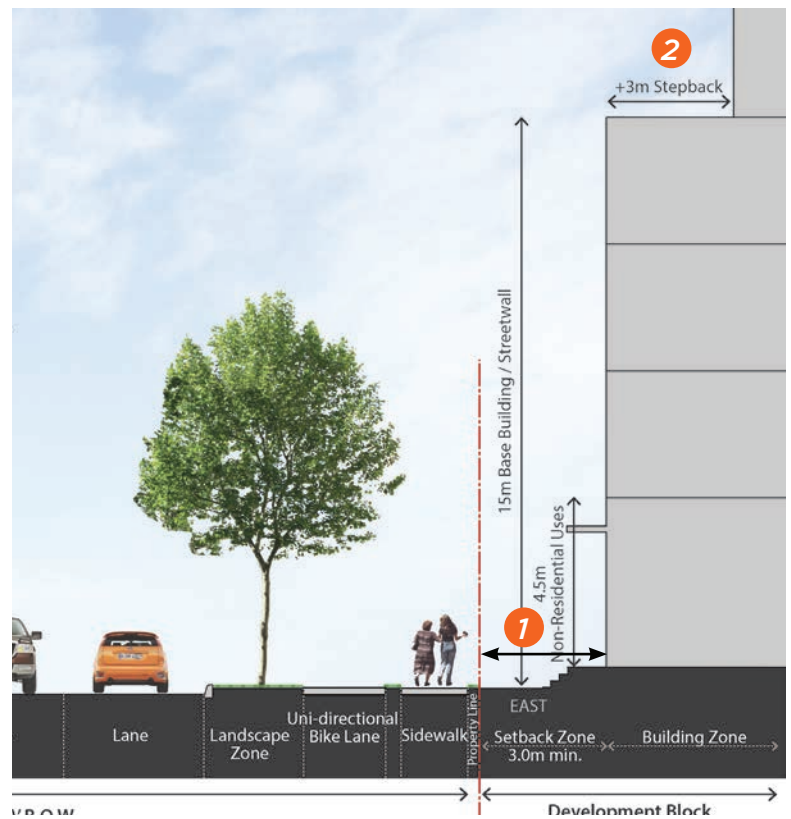 2
+3m Stepback
15m Base Building / Streetwall
4.5m
Non-Residential Uses
1
EAST
Lane
Landscape
Zone
Uni-directional
Bike Lane
Sidewalk
Property Line
Setback Zone
3.0m min.
Building Zone
R.O.W.
Development Block